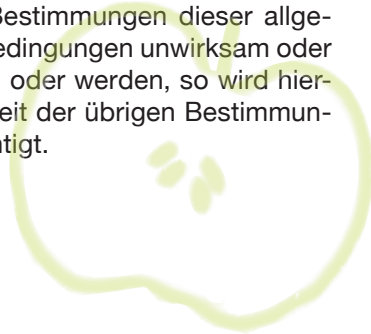 Bestimmungen dieser allge-
edingungen unwirksam oder
oder werden, so wird hier-
eit der übrigen Bestimmun-
tigt.